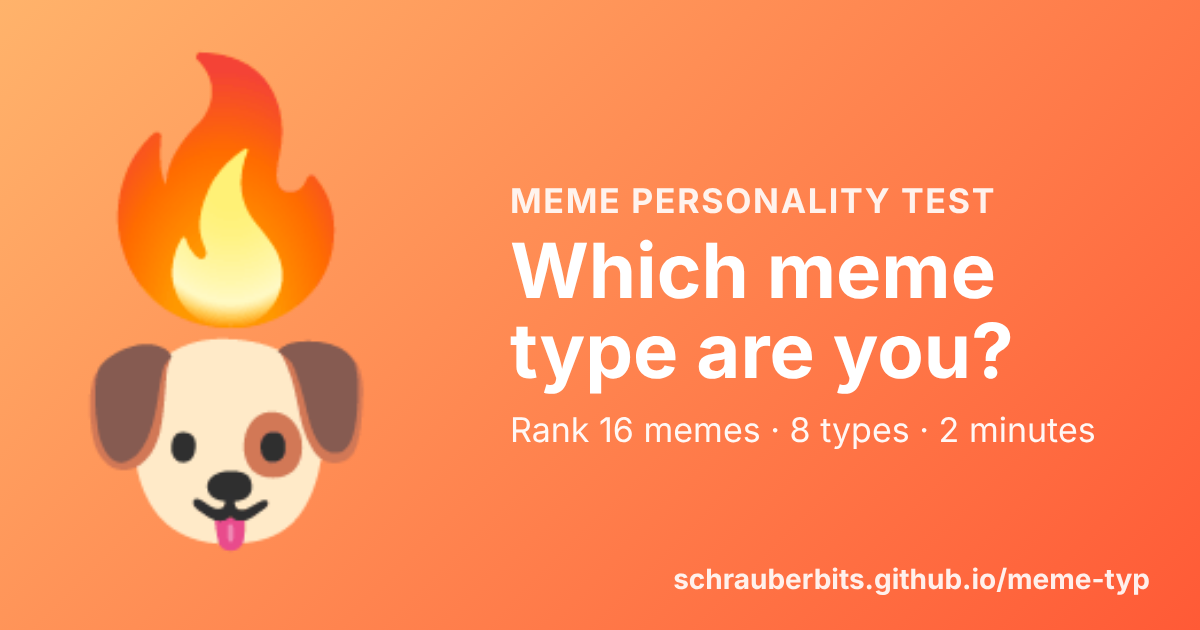 MEME PERSONALITY TEST
Which meme
type are you?
Rank 16 memes · 8 types · 2 minutes
schrauberbits.github.io/meme-typ